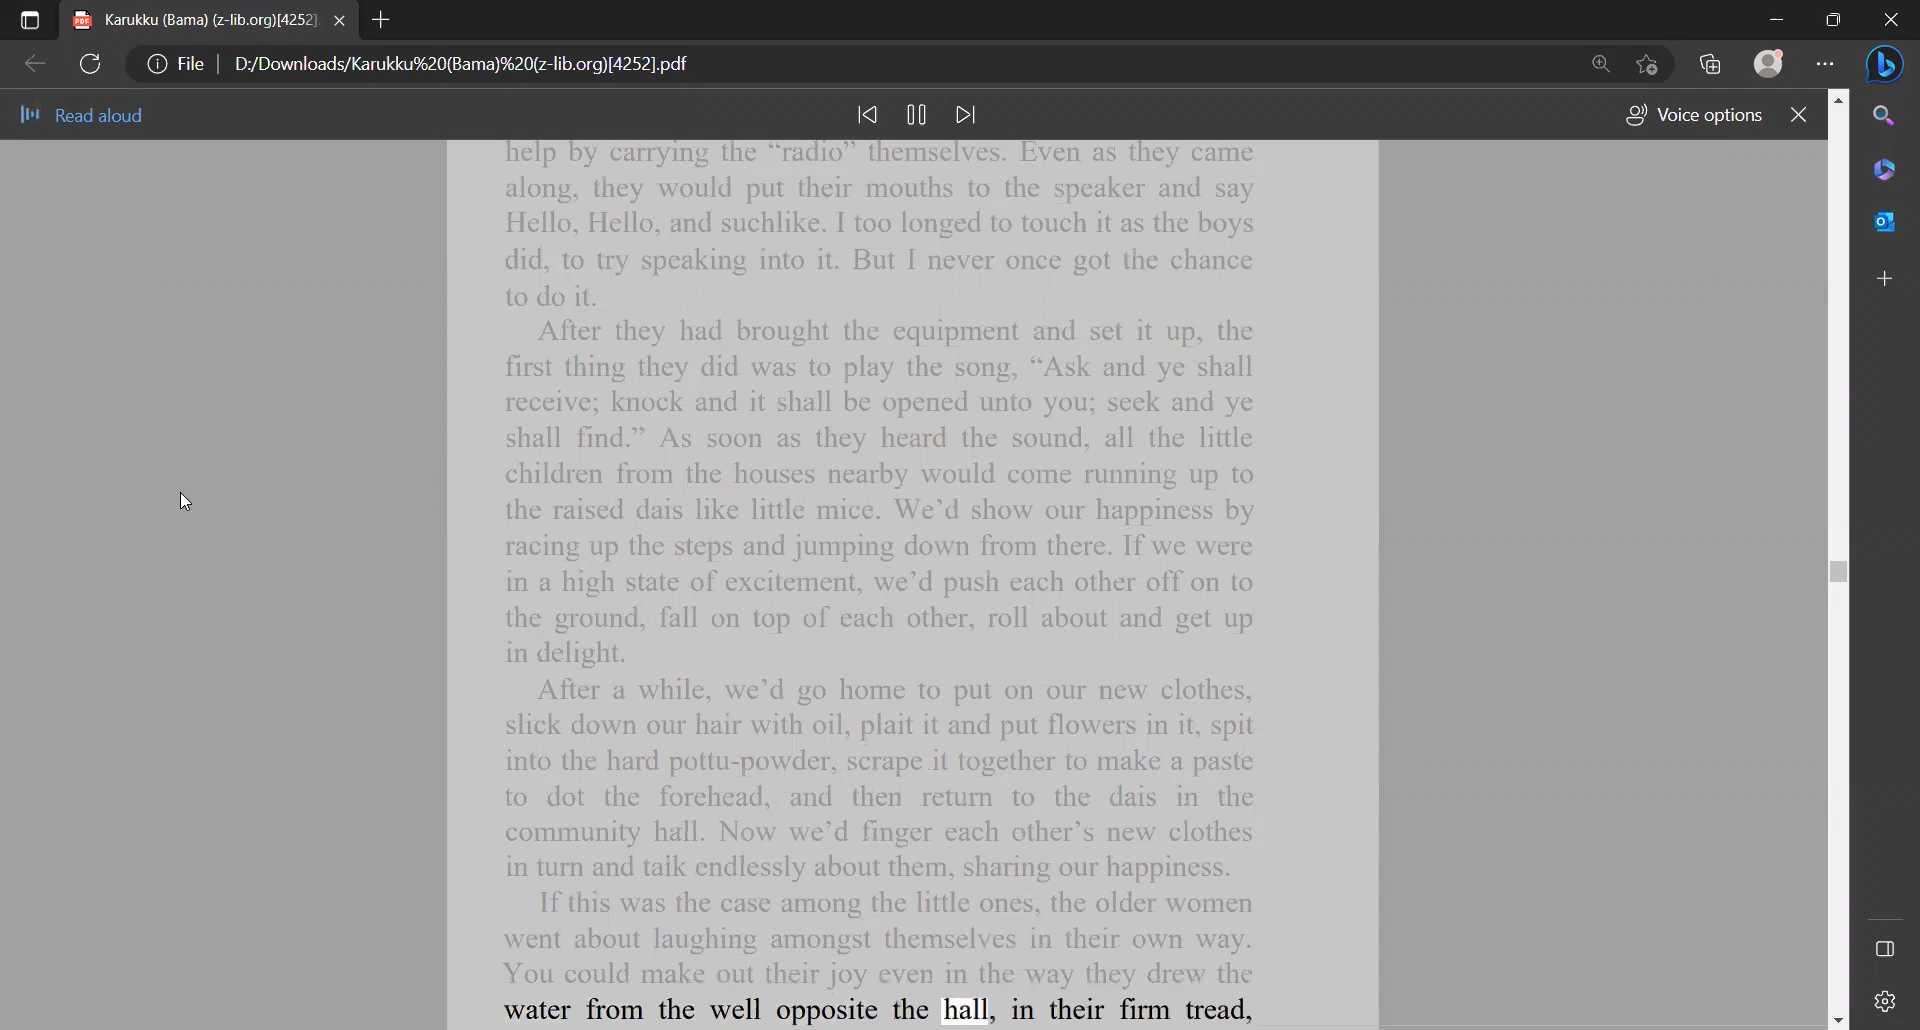 Karukku (Bama) (z-lib.org)[4252].
File
D:/Downloads/Karukku%20(Bama)%20(z-lib.org)[4252].pdf
Read aloud
Voice options
help by carrying the “radio” themselves. Even as they came
along, they would put their mouths to the speaker and say
Hello, Hello, and suchlike. I too longed to touch it as the boys
did, to try speaking into it. But I never once got the chance
to do it.
After they had brought the equipment and set it up, the
first thing they did was to play the song, “Ask and ye shall
receive; knock and it shall be opened unto you; seek and ye
shall find.” As soon as they heard the sound, all the little
children from the houses nearby would come running up to
the raised dais like little mice. We’d show our happiness by
racing up the steps and jumping down from there. If we were
in a high state of excitement, we’d push each other off on to
the ground, fall on top of each other, roll about and get up
in delight.
After a while, we’d go home to put on our new clothes,
slick down our hair with oil, plait it and put flowers in it, spit
into the hard pottu-powder, scrape it together to make a paste
to dot the forehead, and then return to the dais in the
community hall. Now we’d finger each other’s new clothes
in turn and talk endlessly about them, sharing our happiness.
If this was the case among the little ones, the older women
went about laughing amongst themselves in their own way.
You could make out their joy even in the way they drew the
water from the well opposite the hall, in their firm tread,